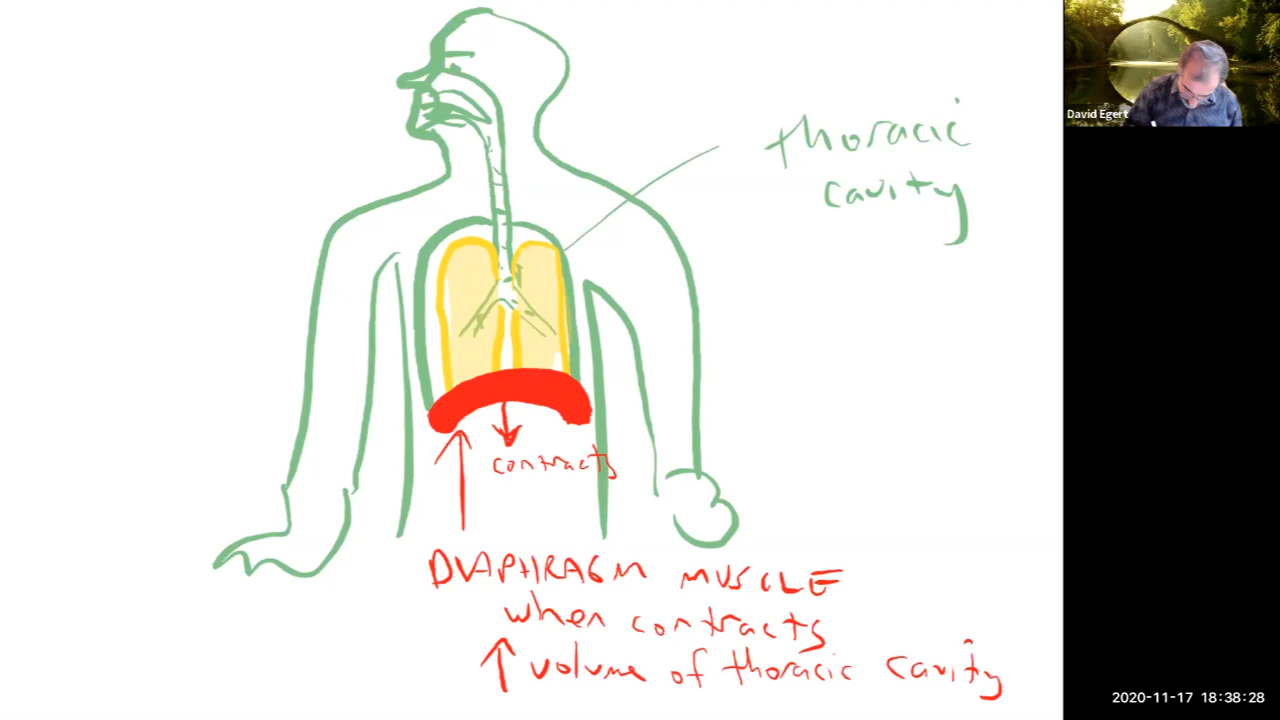 thoracic
cavity
David Egert
contracts
DIAPHRAGM MUSCLE
when contracts
↑ volume of thoracic cavity
2020-11-17 18:38:28